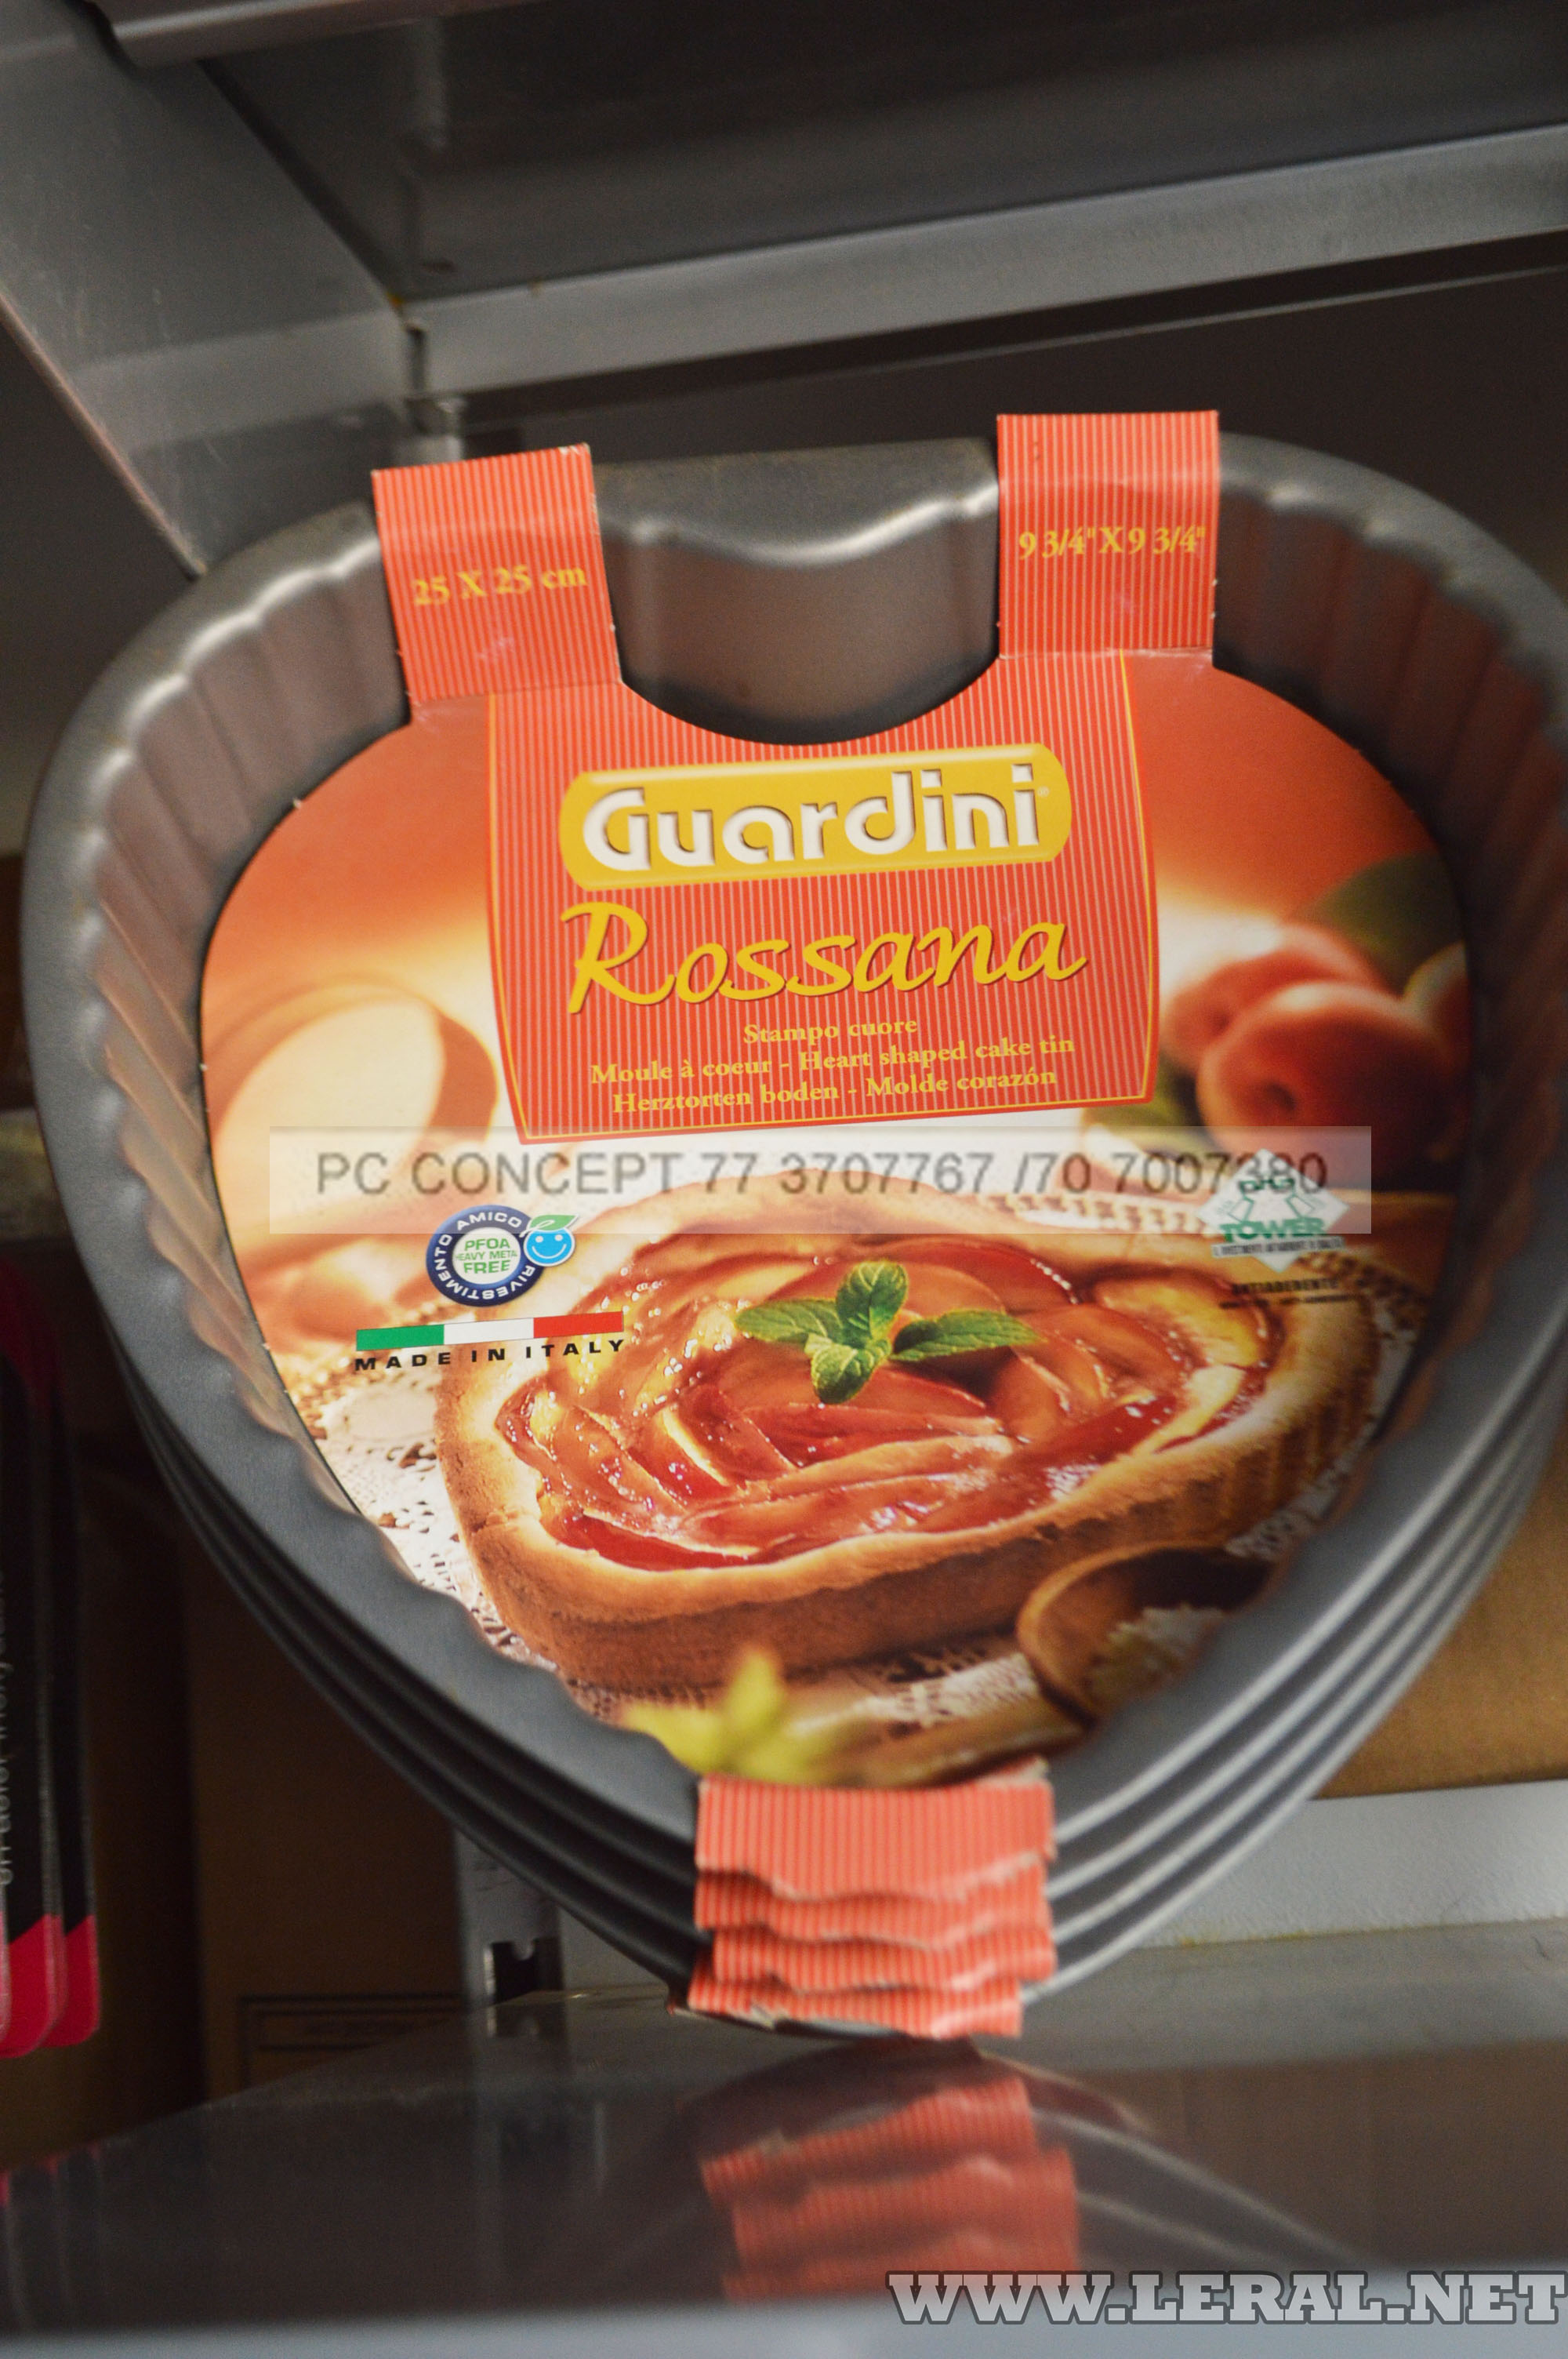 25 X 25 cm
9 3/4" X 9 3/4"
Guardini
Rossana
Stampo cuore
Moule à coeur - Heart shaped cake tin
Herztorten boden - Molde corazón
PC CONCEPT 77 3707767 /70 7007380
AMICO
RIVESTIMENTO
PFOA
HEAVY METAL
FREE
TOWER
ANTIADERENTE
MADE IN ITALY
WWW.LERAL.NET